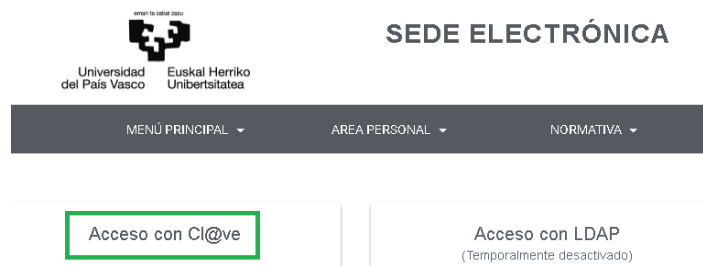 eman ta zabal zazu
SEDE ELECTRÓNICA
Universidad
del País Vasco
Euskal Herriko
Unibertsitatea
MENÚ PRINCIPAL
AREA PERSONAL
NORMATIVA
Acceso con Cl@ve
Acceso con LDAP
(Temporalmente desactivado)